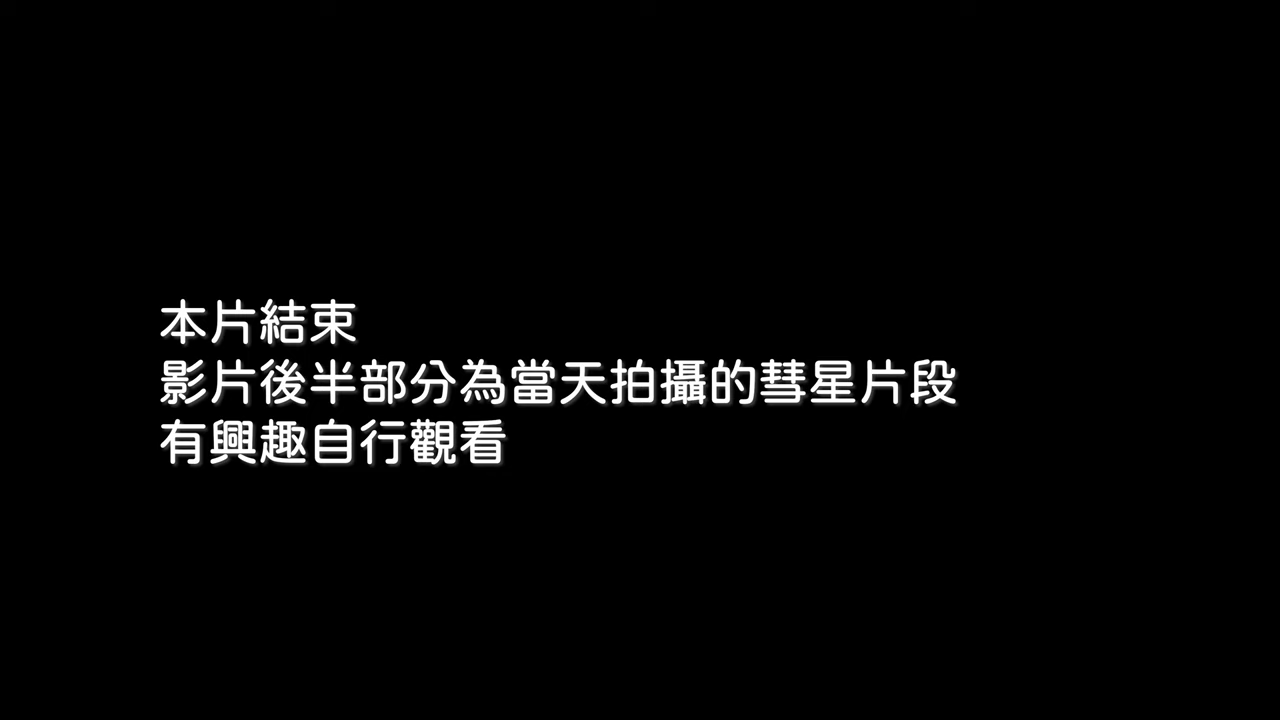 本片結束
影片後半部分為當天拍攝的彗星片段
有興趣自行觀看